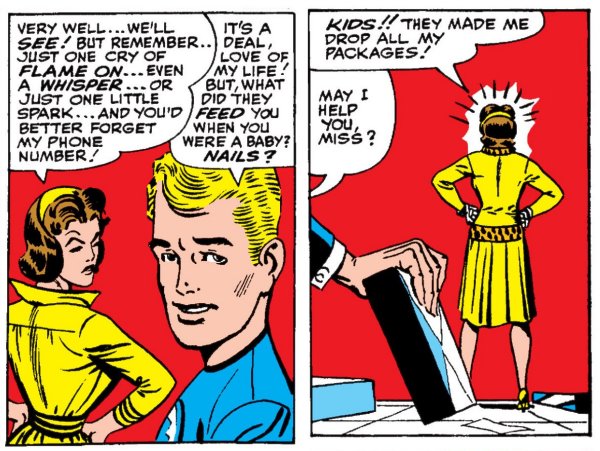 VERY WELL...WE'LL
SEE! BUT REMEMBER..
JUST ONE CRY OF
FLAME ON...EVEN
A WHISPER...OR
JUST ONE LITTLE
SPARK...AND YOU'D
BETTER FORGET
MY PHONE
NUMBER!
IT'S A
DEAL,
LOVE OF
MY LIFE!
BUT, WHAT
DID THEY
FEED YOU
WHEN YOU
WERE A BABY?
NAILS?
KIDS!! THEY MADE ME
DROP ALL MY
PACKAGES!
MAY I
HELP
YOU,
MISS?